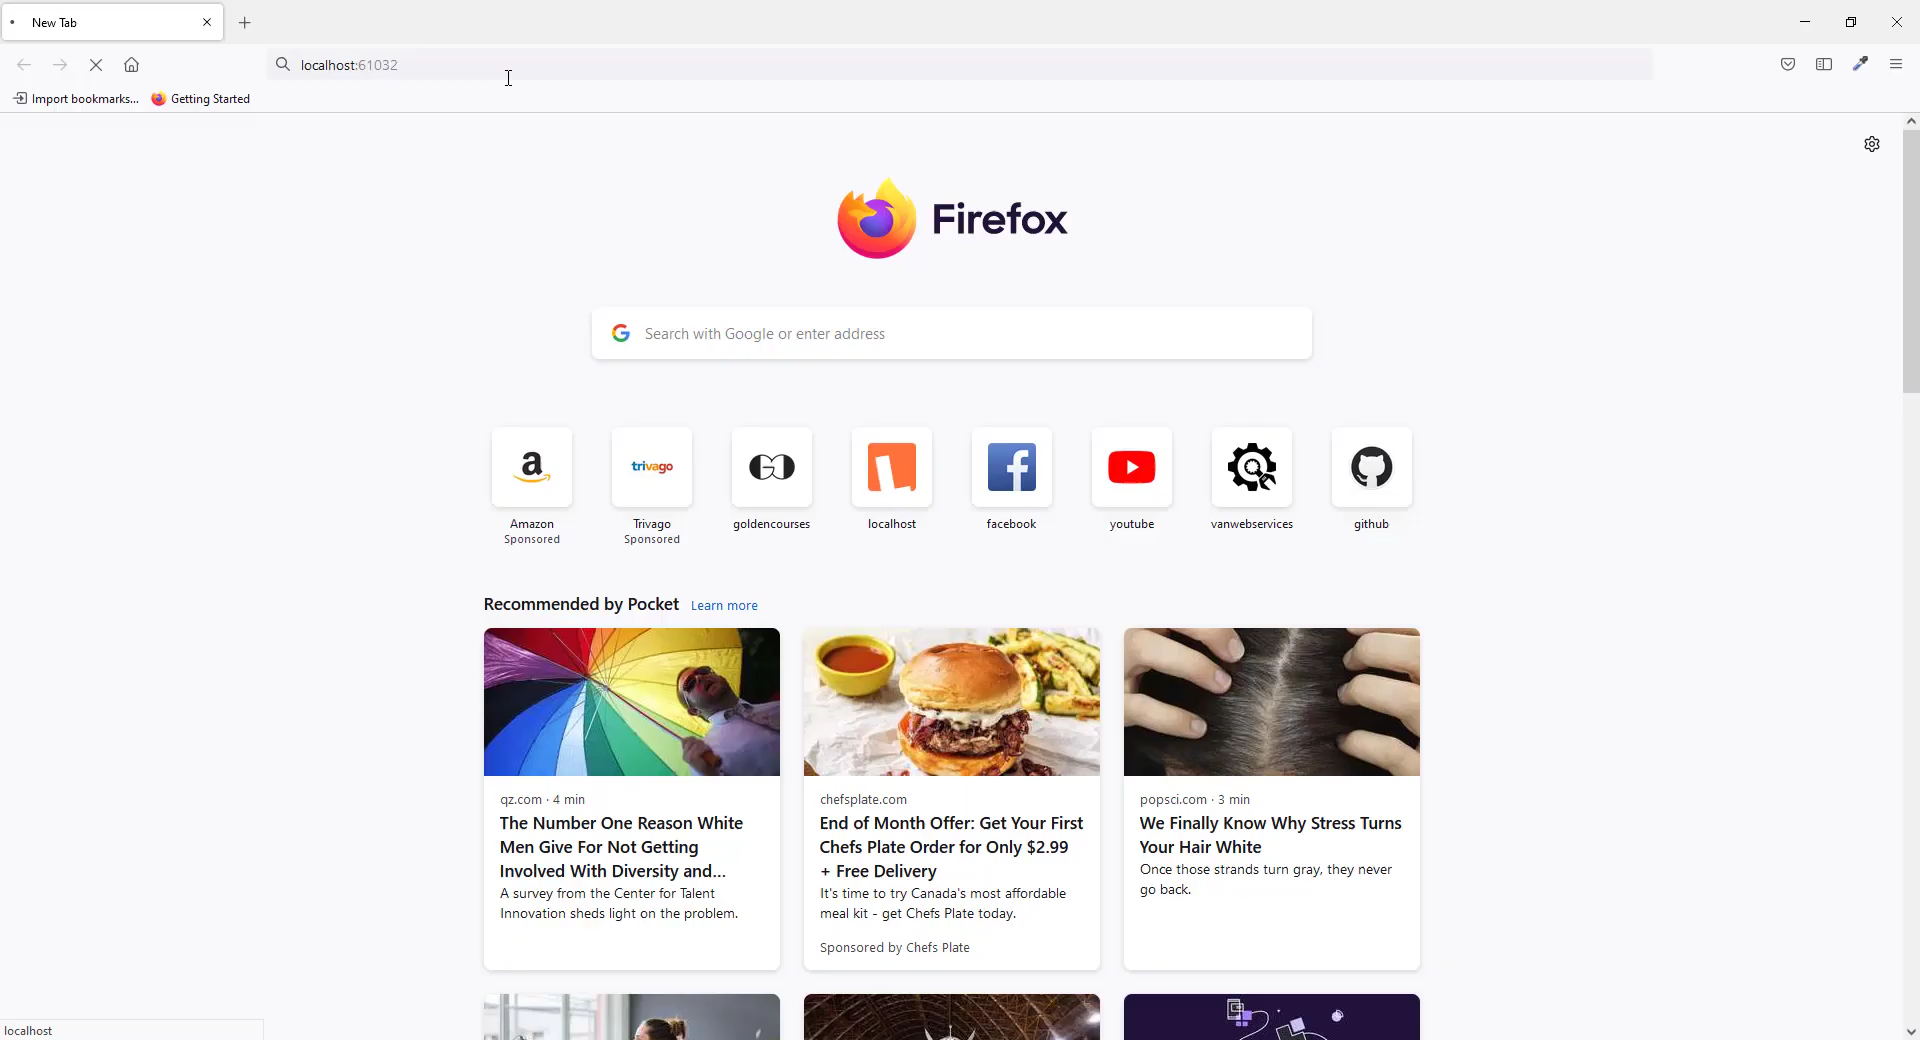 New Tab
localhost:61032
Import bookmarks...
Getting Started
Firefox
Search with Google or enter address
a
trivago
Amazon
Sponsored
Trivago
Sponsored
goldencourses
localhost
facebook
youtube
vanwebservices
github
Recommended by Pocket Learn more
qz.com · 4 min
The Number One Reason White
Men Give For Not Getting
Involved With Diversity and...
A survey from the Center for Talent
Innovation sheds light on the problem.
chefsplate.com
End of Month Offer: Get Your First
Chefs Plate Order for Only $2.99
+ Free Delivery
It's time to try Canada's most affordable
meal kit - get Chefs Plate today.
Sponsored by Chefs Plate
popsci.com · 3 min
We Finally Know Why Stress Turns
Your Hair White
Once those strands turn gray, they never
go back.
localhost